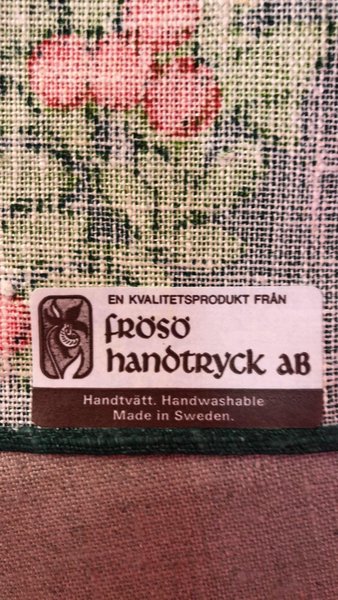 EN KVALITETSPRODUKT FRÅN
frösö
handtryck AB
Handtvätt. Handwashable
Made in Sweden.